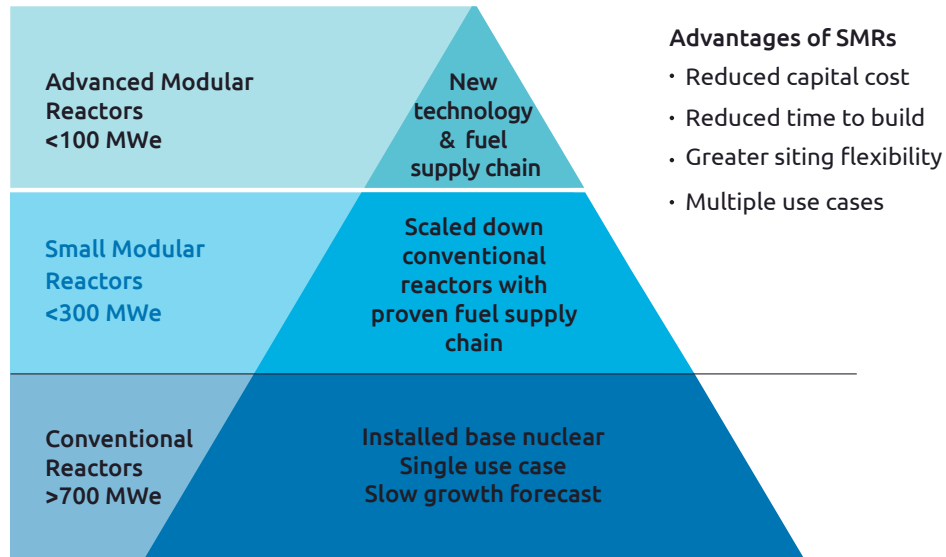 Advanced Modular
Reactors
<100 MWe
New
technology
& fuel
supply chain
Small Modular
Reactors
<300 MWe
Scaled down
conventional
reactors with
proven fuel supply
chain
Conventional
Reactors
>700 MWe
Installed base nuclear
Single use case
Slow growth forecast
Advantages of SMRs
· Reduced capital cost
· Reduced time to build
· Greater siting flexibility
· Multiple use cases